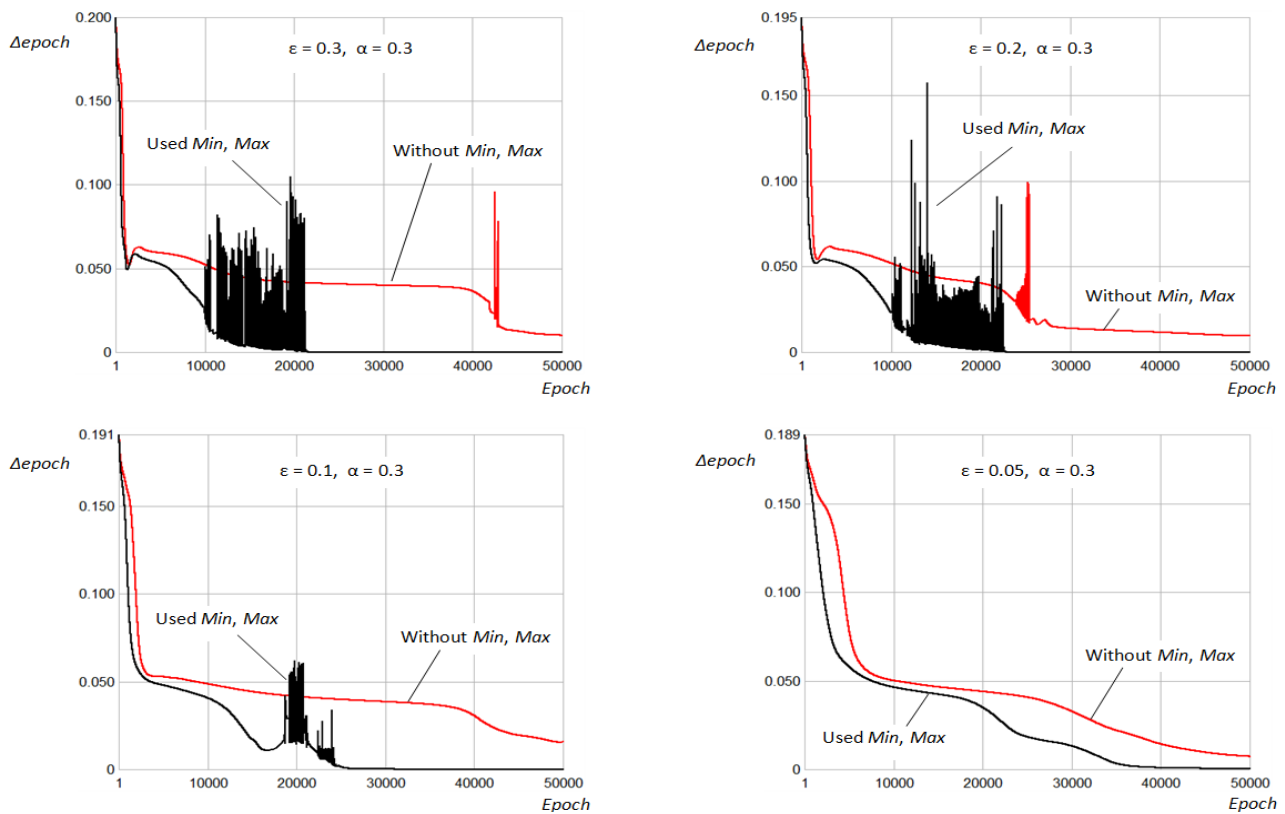 0.200
Δepoch
ε = 0.3, α = 0.3
0.150
Used Min, Max
Without Min, Max
0.100
0.050
0
1 10000 20000 30000 40000 50000
Epoch
0.195
Δepoch
ε = 0.2, α = 0.3
0.150
Used Min, Max
0.100
0.050
Without Min, Max
0
1 10000 20000 30000 40000 50000
Epoch
0.191
Δepoch
ε = 0.1, α = 0.3
0.150
0.100
Used Min, Max
Without Min, Max
0.050
0
1 10000 20000 30000 40000 50000
Epoch
0.189
Δepoch
ε = 0.05, α = 0.3
0.150
0.100
Without Min, Max
0.050
Used Min, Max
0
1 10000 20000 30000 40000 50000
Epoch